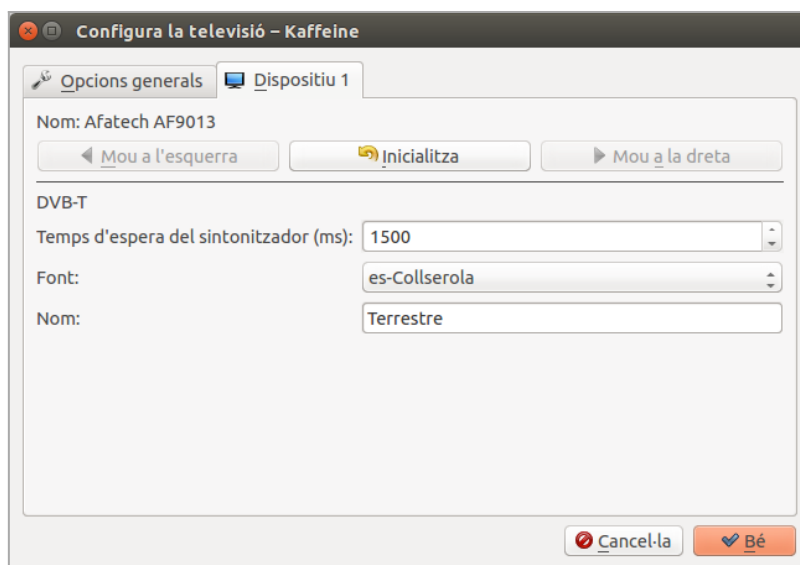 Configura la televisió – Kaffeine
Opcions generals
Dispositiu 1
Nom: Afatech AF9013
Mou a l'esquerra
Inicialitza
Mou a la dreta
DVB-T
Temps d'espera del sintonitzador (ms): 1500
Font: es-Collserola
Nom: Terrestre
Cancel·la
Bé